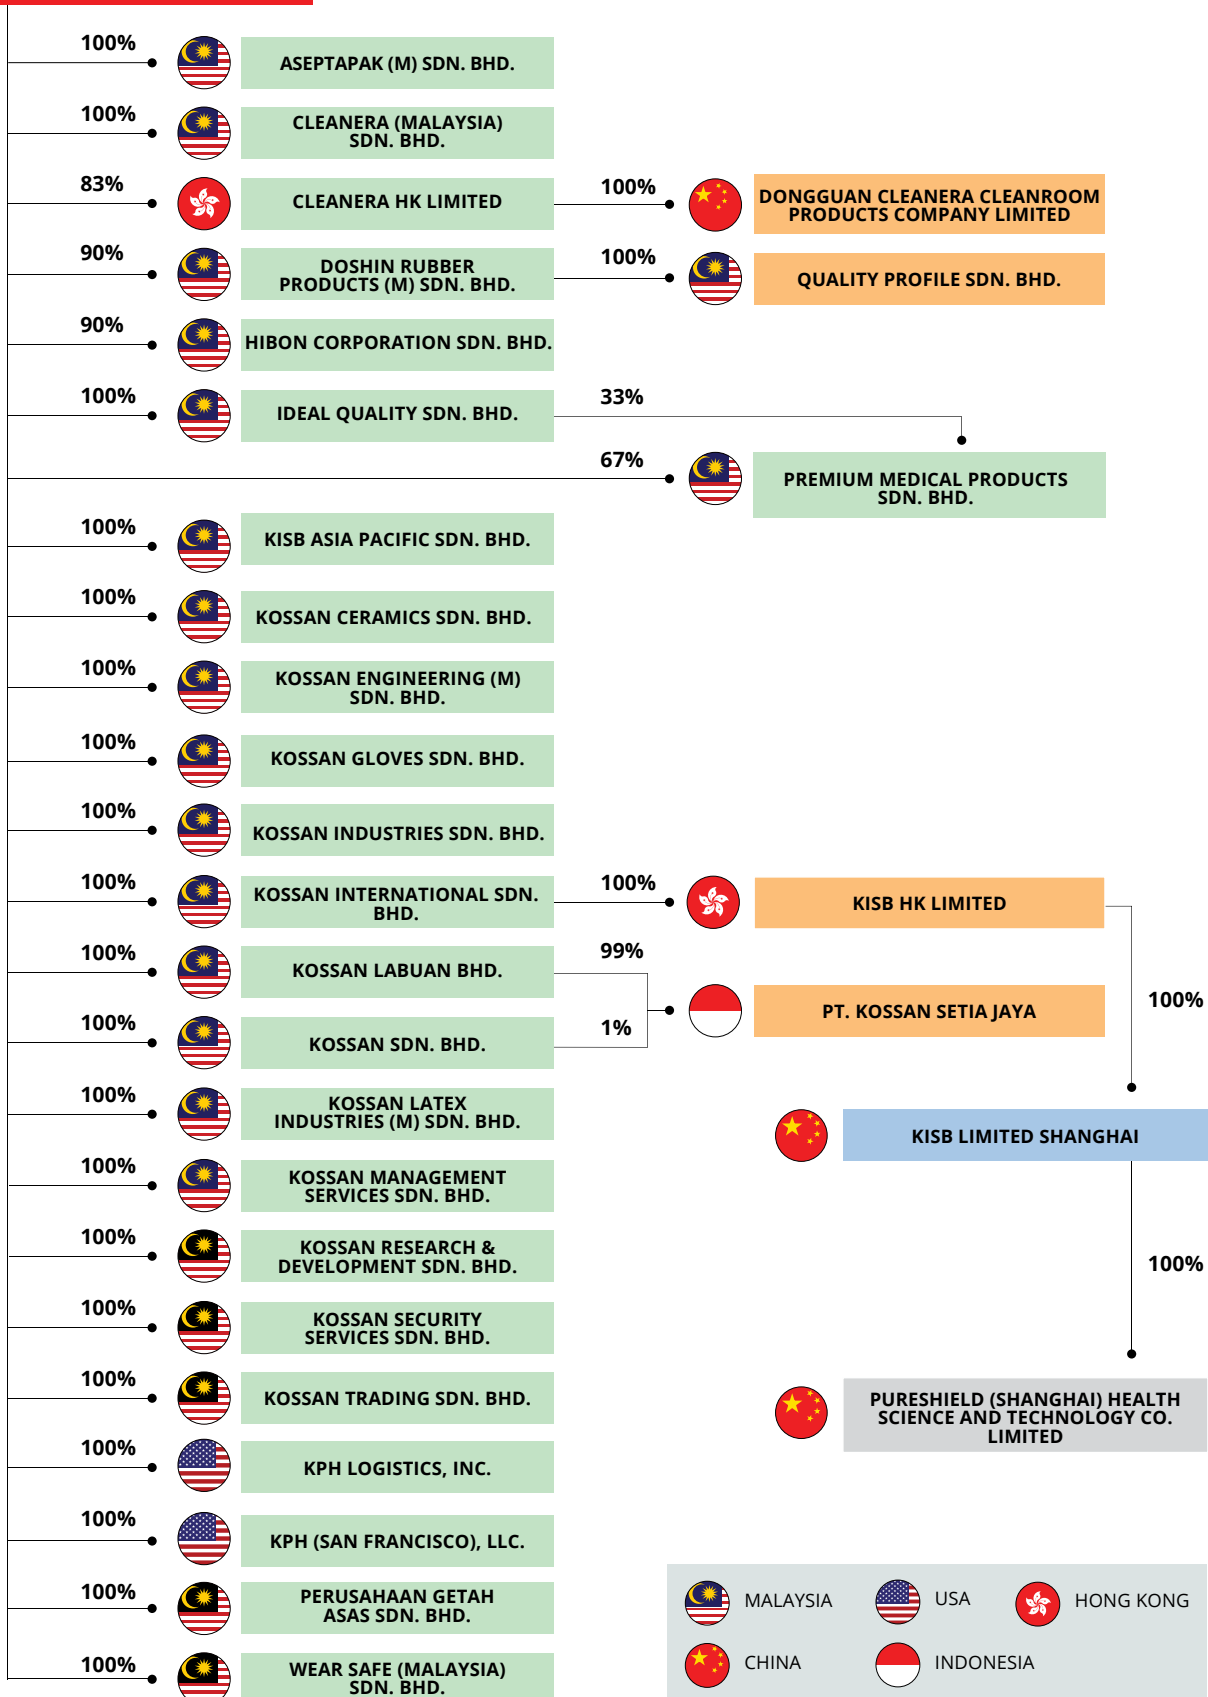 100%
ASEPTAPAK (M) SDN. BHD.
100%
CLEANERA (MALAYSIA)
SDN. BHD.
83%
CLEANERA HK LIMITED
100%
DONGGUAN CLEANERA CLEANROOM
PRODUCTS COMPANY LIMITED
90%
DOSHIN RUBBER
PRODUCTS (M) SDN. BHD.
100%
QUALITY PROFILE SDN. BHD.
90%
HIBON CORPORATION SDN. BHD.
100%
IDEAL QUALITY SDN. BHD.
33%
67%
PREMIUM MEDICAL PRODUCTS
SDN. BHD.
100%
KISB ASIA PACIFIC SDN. BHD.
100%
KOSSAN CERAMICS SDN. BHD.
100%
KOSSAN ENGINEERING (M)
SDN. BHD.
100%
KOSSAN GLOVES SDN. BHD.
100%
KOSSAN INDUSTRIES SDN. BHD.
100%
KOSSAN INTERNATIONAL SDN.
BHD.
100%
KISB HK LIMITED
100%
KOSSAN LABUAN BHD.
99%
PT. KOSSAN SETIA JAYA
100%
100%
KOSSAN SDN. BHD.
1%
100%
KOSSAN LATEX
INDUSTRIES (M) SDN. BHD.
KISB LIMITED SHANGHAI
100%
KOSSAN MANAGEMENT
SERVICES SDN. BHD.
100%
KOSSAN RESEARCH &
DEVELOPMENT SDN. BHD.
100%
100%
KOSSAN SECURITY
SERVICES SDN. BHD.
100%
KOSSAN TRADING SDN. BHD.
PURESHIELD (SHANGHAI) HEALTH
SCIENCE AND TECHNOLOGY CO.
LIMITED
100%
KPH LOGISTICS, INC.
100%
KPH (SAN FRANCISCO), LLC.
100%
PERUSAHAAN GETAH
ASAS SDN. BHD.
100%
WEAR SAFE (MALAYSIA)
SDN. BHD.
MALAYSIA
USA
HONG KONG
CHINA
INDONESIA